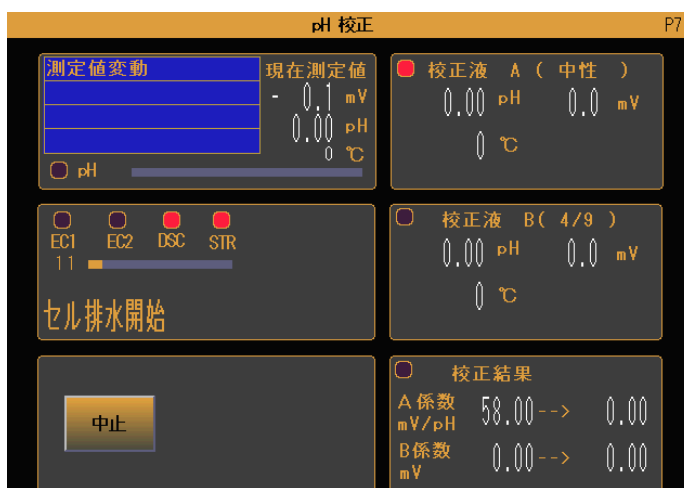 pH 校正
P7
測定値変動
現在測定値
- 0.1 mV
0.00 pH
0 ℃
pH
校正液 A ( 中性 )
0.00 pH 0.0 mV
0 ℃
EC1 EC2 DSC STR
11
セル排水開始
校正液 B( 4/9 )
0.00 pH 0.0 mV
0 ℃
中止
校正結果
A係数
mV/pH 58.00--> 0.00
B係数
mV 0.00--> 0.00